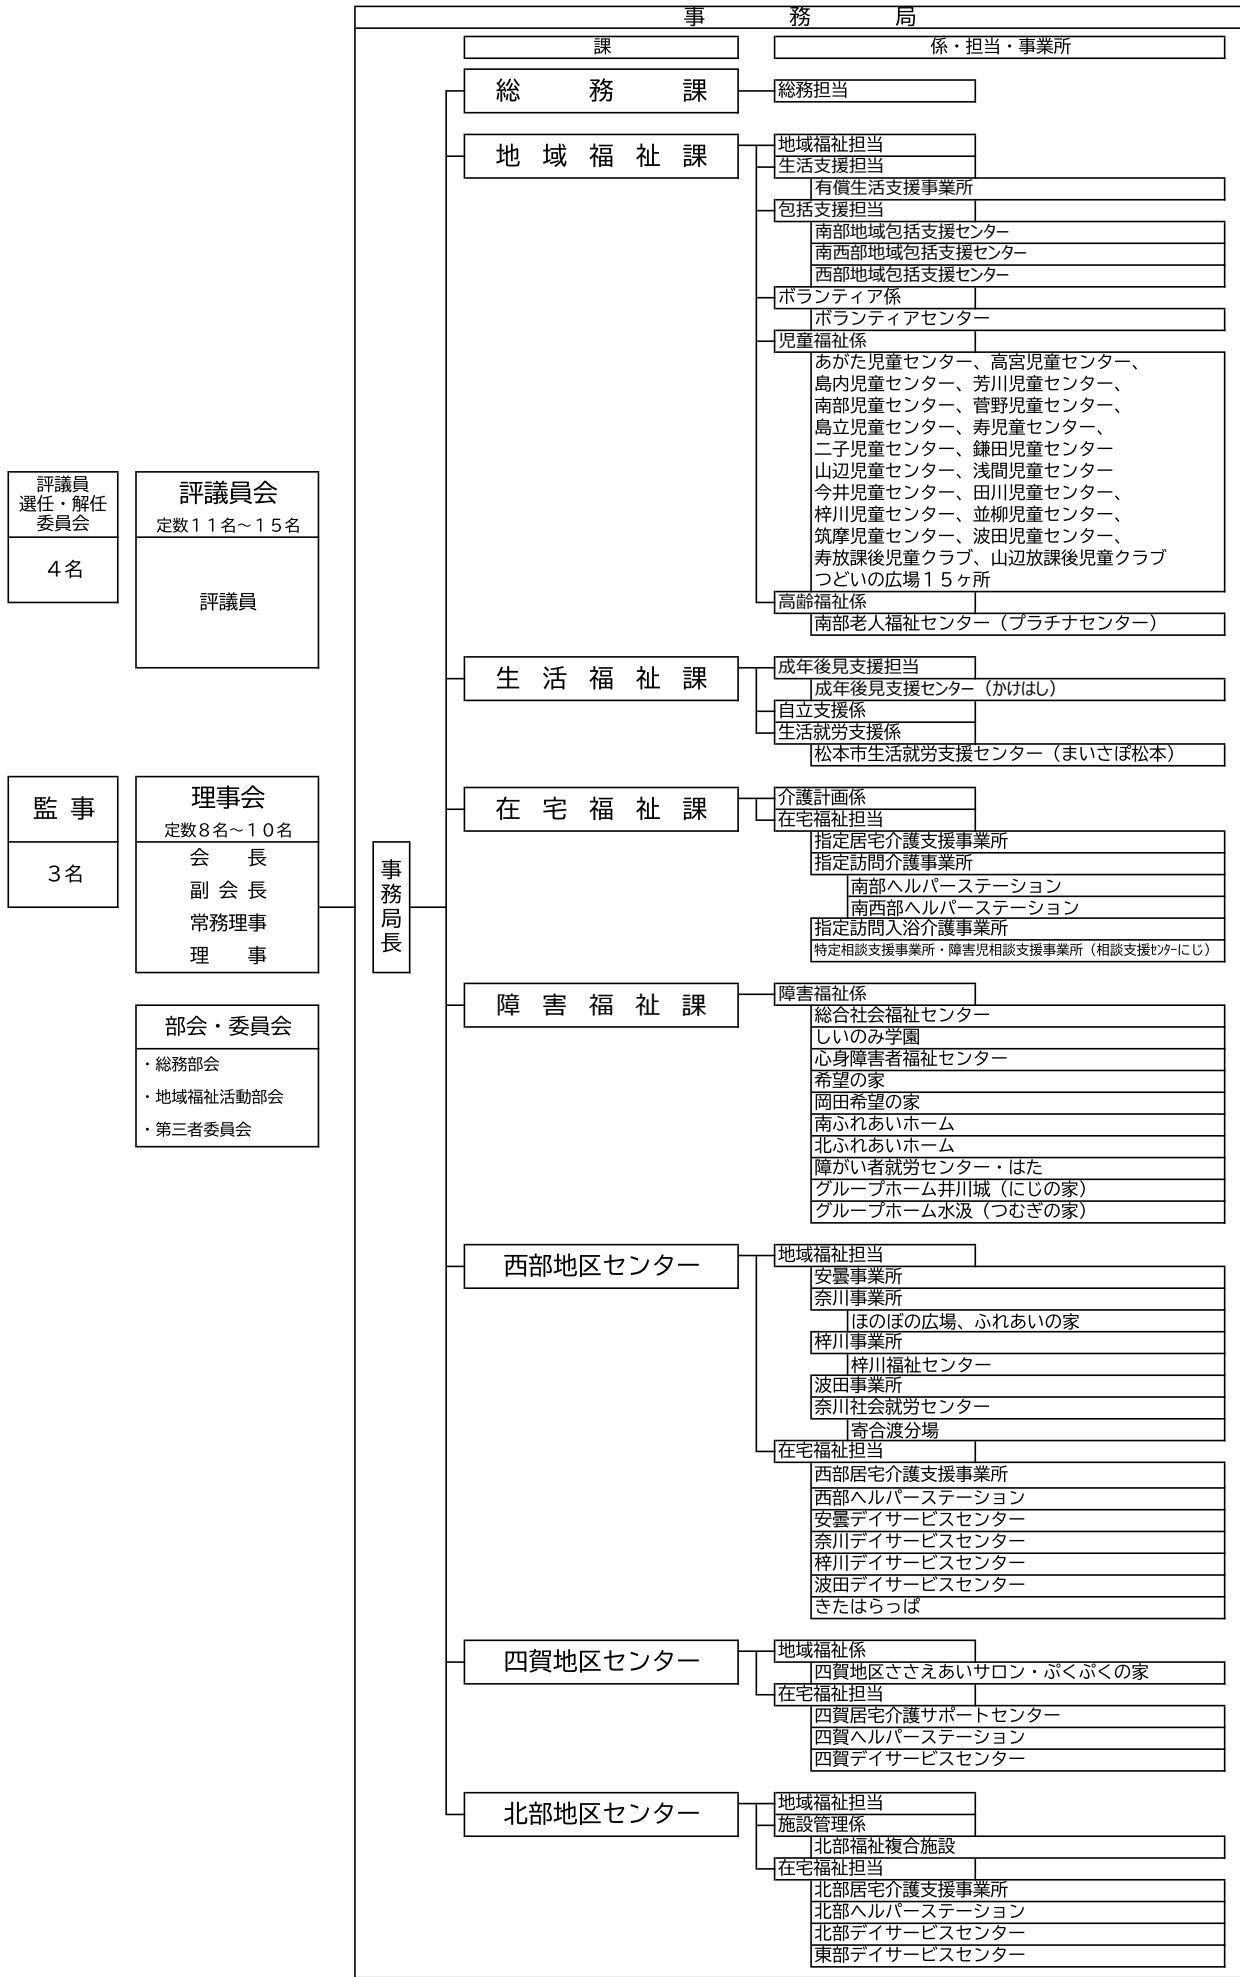 事務局
課
係・担当・事業所
総務課
総務担当
地域福祉課
地域福祉担当
生活支援担当
有償生活支援事業所
包括支援担当
南部地域包括支援センター
南西部地域包括支援センター
西部地域包括支援センター
ボランティア係
ボランティアセンター
児童福祉係
あがた児童センター、高宮児童センター、
島内児童センター、芳川児童センター、
南部児童センター、菅野児童センター、
島立児童センター、寿児童センター、
二子児童センター、鎌田児童センター
山辺児童センター、浅間児童センター
今井児童センター、田川児童センター、
梓川児童センター、並柳児童センター、
筑摩児童センター、波田児童センター、
寿放課後児童クラブ、山辺放課後児童クラブ
つどいの広場１５ヶ所
高齢福祉係
南部老人福祉センター（プラチナセンター）
評議員
選任・解任
委員会
４名
評議員会
定数１１名～１５名
評議員
生活福祉課
成年後見支援担当
成年後見支援センター（かけはし）
自立支援係
生活就労支援係
松本市生活就労支援センター（まいさぽ松本）
監事
３名
理事会
定数８名～１０名
会長
副会長
常務理事
理事
事務局長
在宅福祉課
介護計画係
在宅福祉担当
指定居宅介護支援事業所
指定訪問介護事業所
南部ヘルパーステーション
南西部ヘルパーステーション
指定訪問入浴介護事業所
特定相談支援事業所・障害児相談支援事業所（相談支援ｾﾝﾀｰにじ）
部会・委員会
・総務部会
・地域福祉活動部会
・第三者委員会
障害福祉課
障害福祉係
総合社会福祉センター
しいのみ学園
心身障害者福祉センター
希望の家
岡田希望の家
南ふれあいホーム
北ふれあいホーム
障がい者就労センター・はた
グループホーム井川城（にじの家）
グループホーム水汲（つむぎの家）
西部地区センター
地域福祉担当
安曇事業所
奈川事業所
ほのぼの広場、ふれあいの家
梓川事業所
梓川福祉センター
波田事業所
奈川社会就労センター
寄合渡分場
在宅福祉担当
西部居宅介護支援事業所
西部ヘルパーステーション
安曇デイサービスセンター
奈川デイサービスセンター
梓川デイサービスセンター
波田デイサービスセンター
きたはらっぱ
四賀地区センター
地域福祉係
四賀地区ささえあいサロン・ぷくぷくの家
在宅福祉担当
四賀居宅介護サポートセンター
四賀ヘルパーステーション
四賀デイサービスセンター
北部地区センター
地域福祉担当
施設管理係
北部福祉複合施設
在宅福祉担当
北部居宅介護支援事業所
北部ヘルパーステーション
北部デイサービスセンター
東部デイサービスセンター